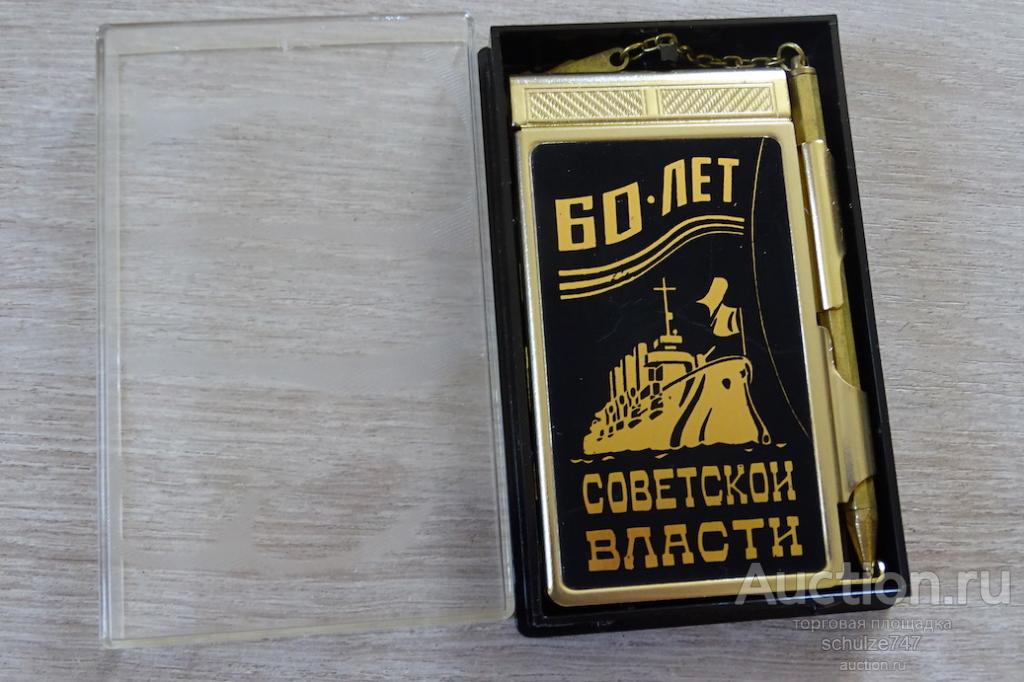 60·ЛЕТ
СОВЕТСКОЙ
ВЛАСТИ
Auction.ru
торговая площадка
schulze747
auction.ru